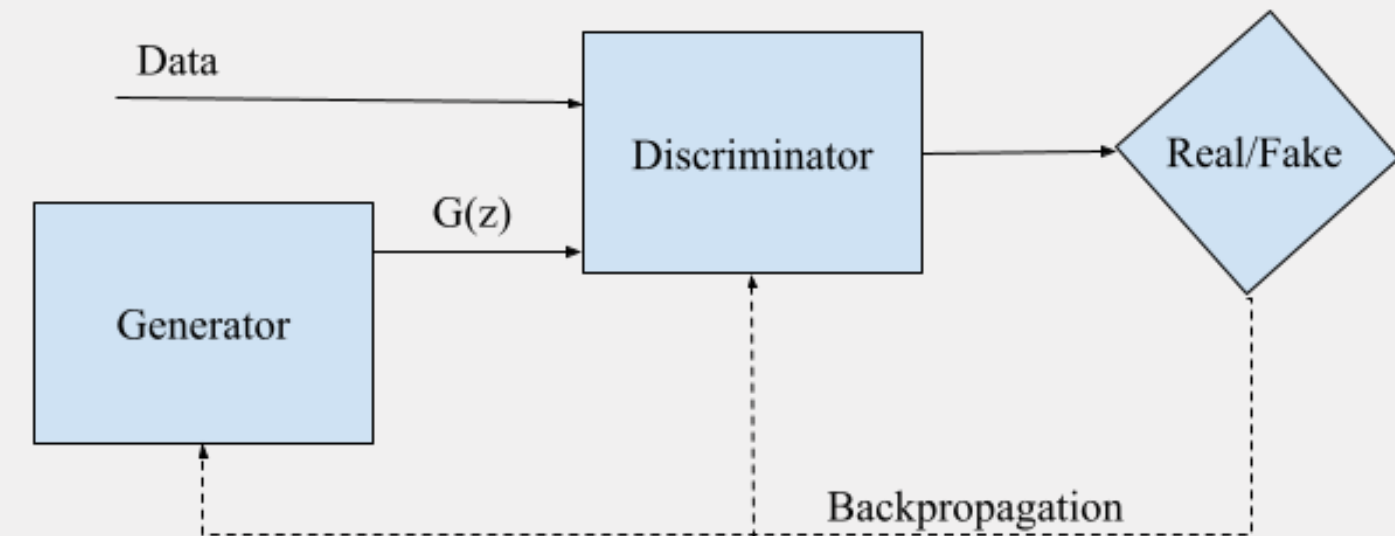 Data
Discriminator
Real/Fake
G(z)
Generator
Backpropagation